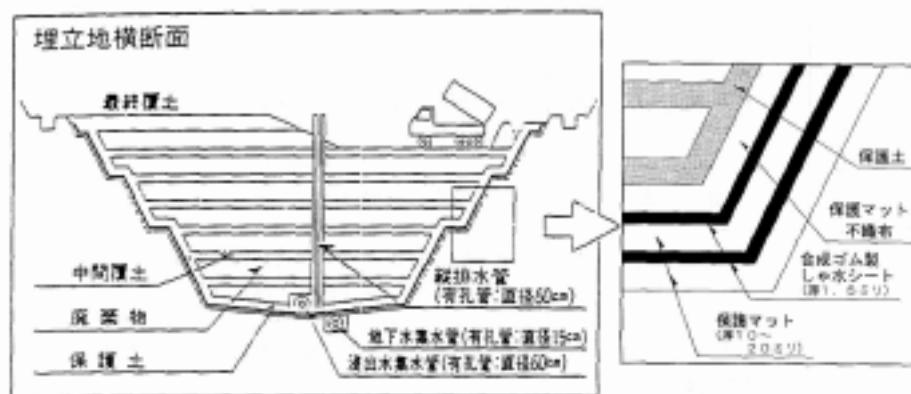 埋立地横断面
最終覆土
中間覆土
廃棄物
保護土
縦排水管
(有孔管:直径60cm)
地下水集水管(有孔管:直径15cm)
浸出水集水管(有孔管:直径60cm)
保護土
保護マット
不織布
合成ゴム製
しゃ水シート
(厚1.5ミリ)
保護マット
(厚10〜
20ミリ)